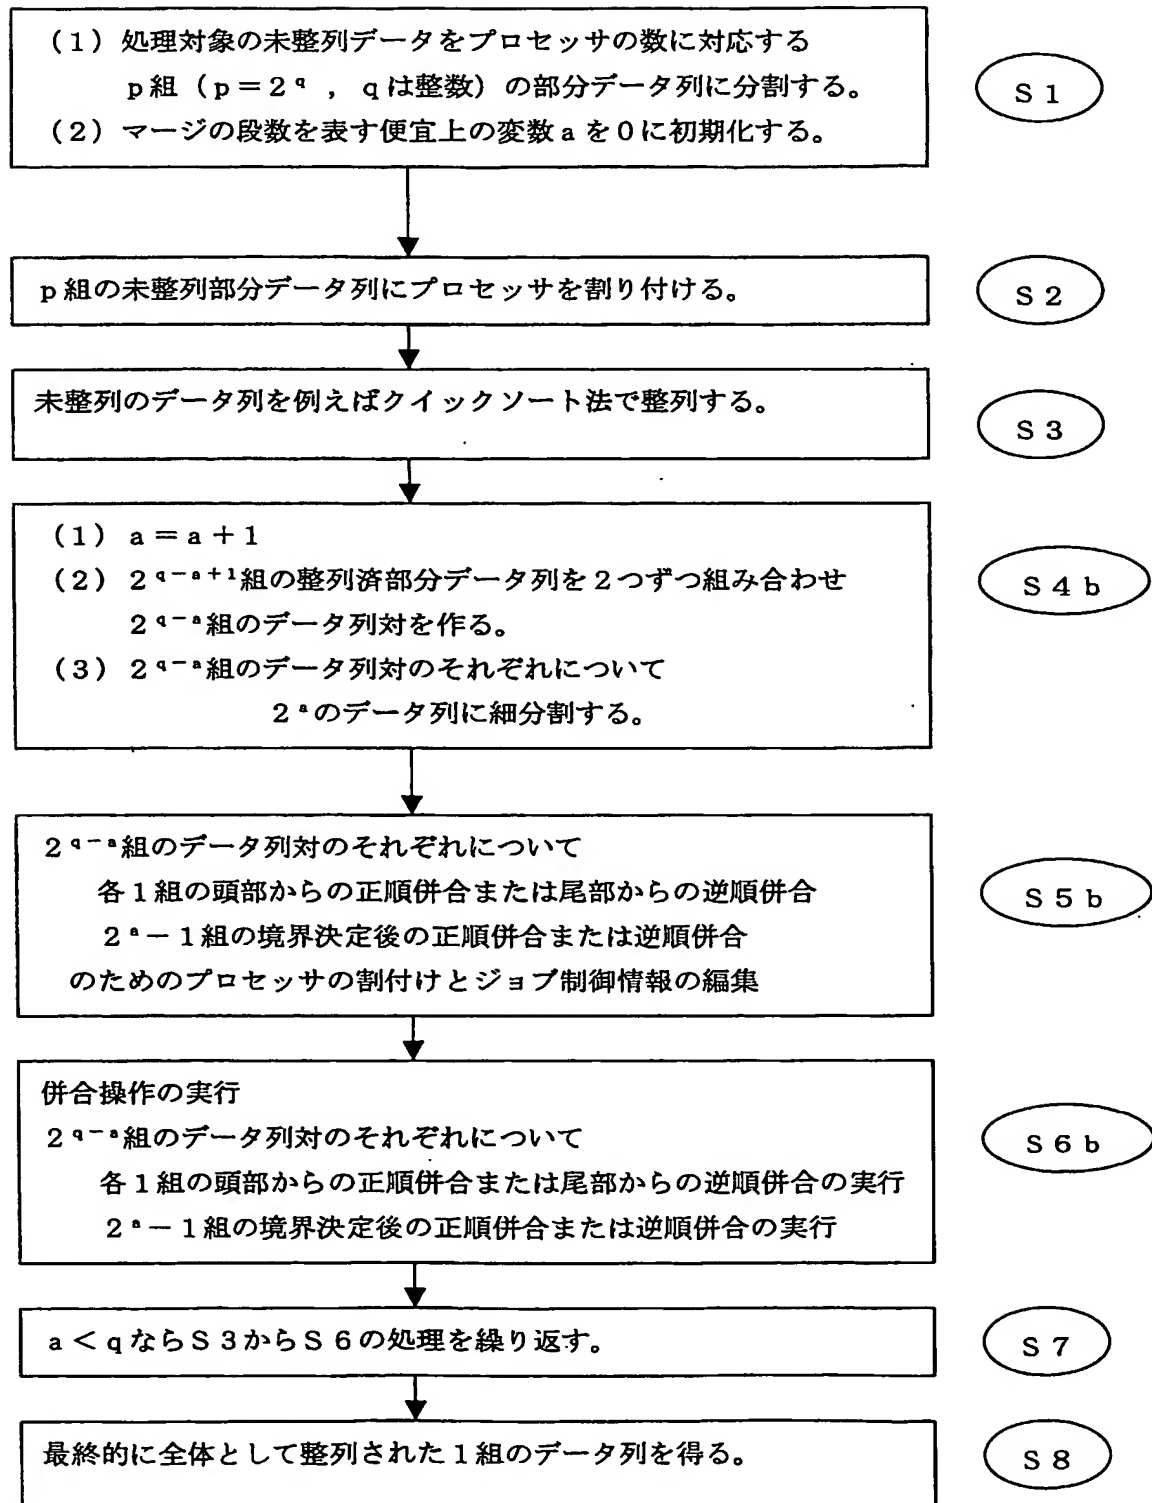 (1) 処理対象の未整列データをプロセッサの数に対応する
p組(p=2^q , qは整数)の部分データ列に分割する。
(2) マージの段数を表す便宜上の変数aを0に初期化する。
S1
p組の未整列部分データ列にプロセッサを割り付ける。
S2
未整列のデータ列を例えばクイックソート法で整列する。
S3
(1) a=a+1
(2) 2^{q-a+1}組の整列済部分データ列を2つずつ組み合わせ
2^{q-a}組のデータ列対を作る。
(3) 2^{q-a}組のデータ列対のそれぞれについて
2^aのデータ列に細分割する。
S4b
2^{q-a}組のデータ列対のそれぞれについて
各1組の頭部からの正順併合または尾部からの逆順併合
2^a-1組の境界決定後の正順併合または逆順併合
のためのプロセッサの割付けとジョブ制御情報の編集
S5b
併合操作の実行
2^{q-a}組のデータ列対のそれぞれについて
各1組の頭部からの正順併合または尾部からの逆順併合の実行
2^a-1組の境界決定後の正順併合または逆順併合の実行
S6b
a<qならS3からS6の処理を繰り返す。
S7
最終的に全体として整列された1組のデータ列を得る。
S8